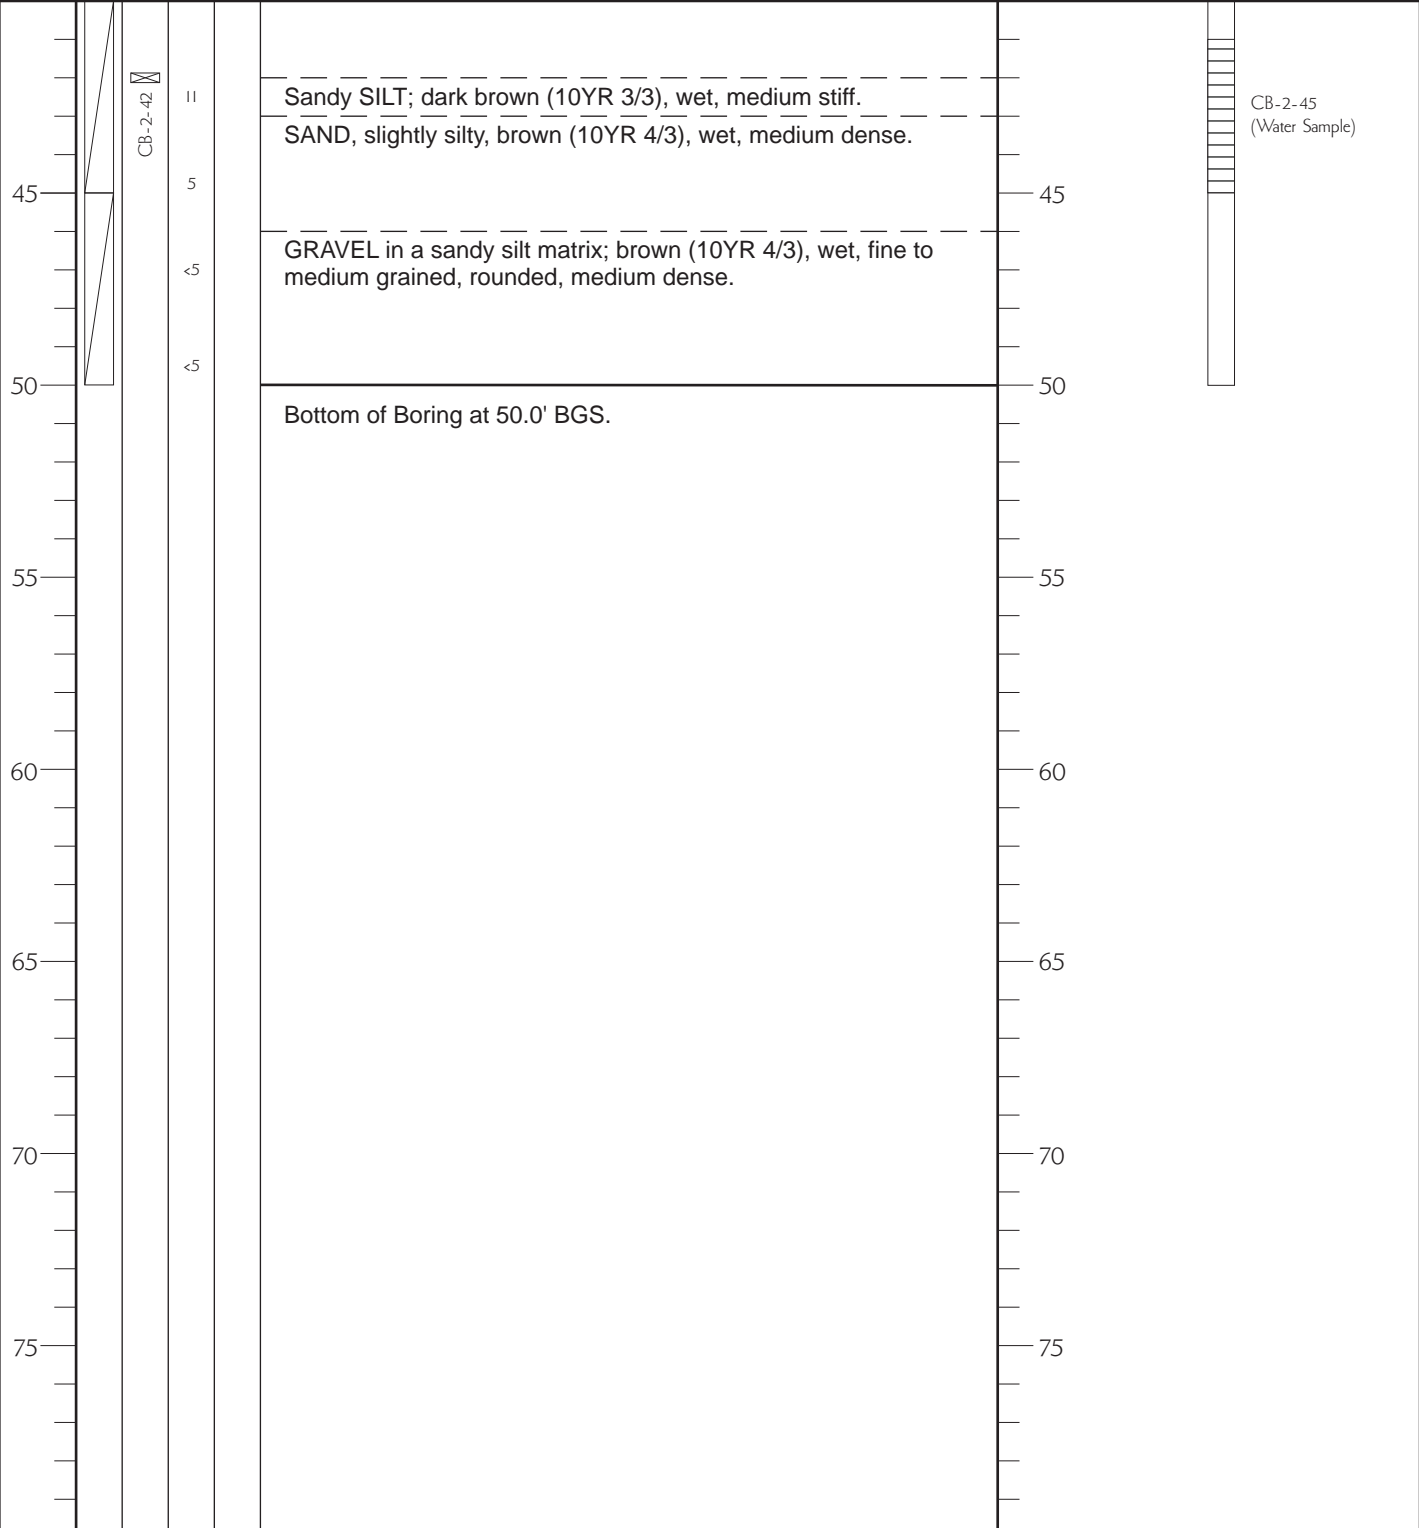 CB-2-42
11
Sandy SILT; dark brown (10YR 3/3), wet, medium stiff.
CB-2-45
(Water Sample)
SAND, slightly silty, brown (10YR 4/3), wet, medium dense.
5
45
45
GRAVEL in a sandy silt matrix; brown (10YR 4/3), wet, fine to
medium grained, rounded, medium dense.
<5
<5
50
50
Bottom of Boring at 50.0' BGS.
55
55
60
60
65
65
70
70
75
75